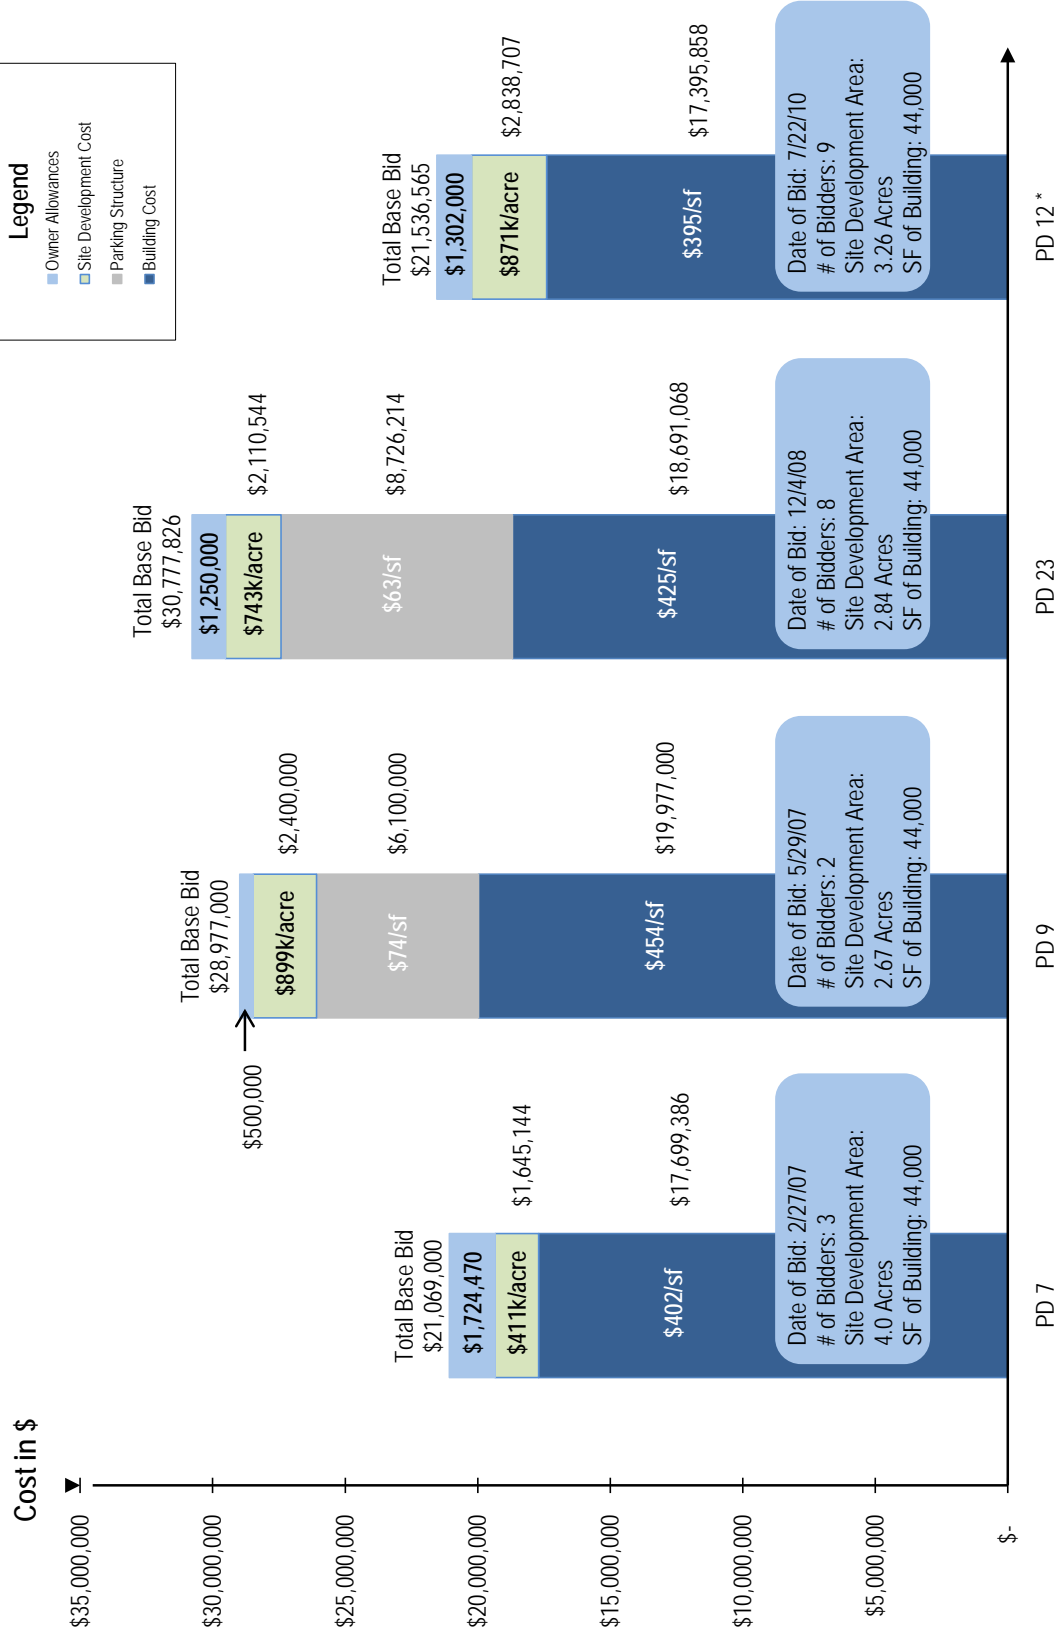 Cost in $
$35,000,000
$30,000,000
$25,000,000
$20,000,000
$15,000,000
$10,000,000
$5,000,000
$-
Total Base Bid
$21,069,000
$1,724,470
$411k/acre
$1,645,144
$402/sf
$17,699,386
Date of Bid: 2/27/07
# of Bidders: 3
Site Development Area:
4.0 Acres
SF of Building: 44,000
PD 7
Total Base Bid
$28,977,000
$500,000
$899k/acre
$2,400,000
$74/sf
$6,100,000
$454/sf
$19,977,000
Date of Bid: 5/29/07
# of Bidders: 2
Site Development Area:
2.67 Acres
SF of Building: 44,000
PD 9
Total Base Bid
$30,777,826
$1,250,000
$743k/acre
$2,110,544
$63/sf
$8,726,214
$425/sf
$18,691,068
Date of Bid: 12/4/08
# of Bidders: 8
Site Development Area:
2.84 Acres
SF of Building: 44,000
PD 23
Total Base Bid
$21,536,565
$1,302,000
$871k/acre
$2,838,707
$395/sf
$17,395,858
Date of Bid: 7/22/10
# of Bidders: 9
Site Development Area:
3.26 Acres
SF of Building: 44,000
PD 12 *
Legend
Owner Allowances
Site Development Cost
Parking Structure
Building Cost